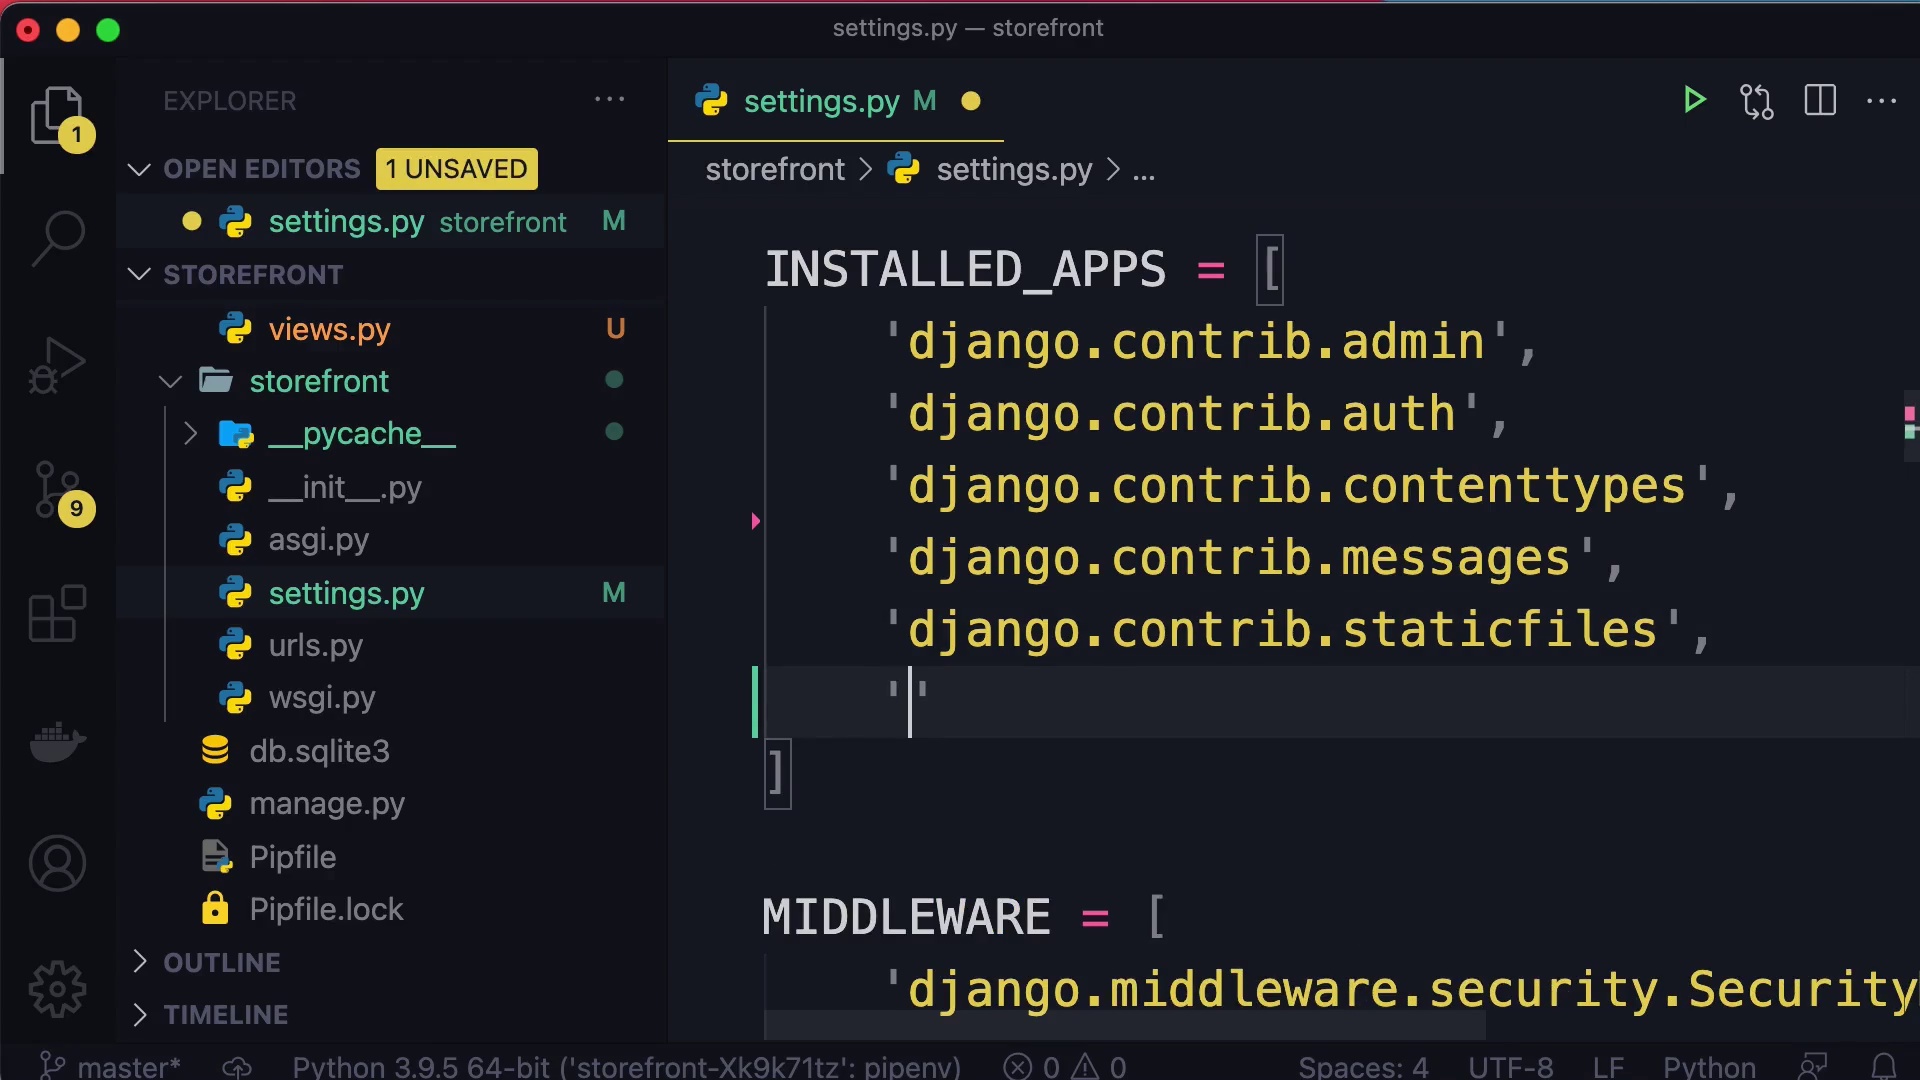 settings.py — storefront
EXPLORER
1
OPEN EDITORS 1 UNSAVED
settings.py storefront M
STOREFRONT
views.py U
storefront
__pycache__
__init__.py
asgi.py
settings.py M
urls.py
wsgi.py
db.sqlite3
manage.py
Pipfile
Pipfile.lock
OUTLINE
TIMELINE
9
settings.py M
storefront > settings.py > ...
INSTALLED_APPS = [
'django.contrib.admin',
'django.contrib.auth',
'django.contrib.contenttypes',
'django.contrib.messages',
'django.contrib.staticfiles',
''
]
MIDDLEWARE = [
'django.middleware.security.Security
master* Python 3.9.5 64-bit ('storefront-Xk9k71tz': pipenv) 0 0 Spaces: 4 UTF-8 LF Python